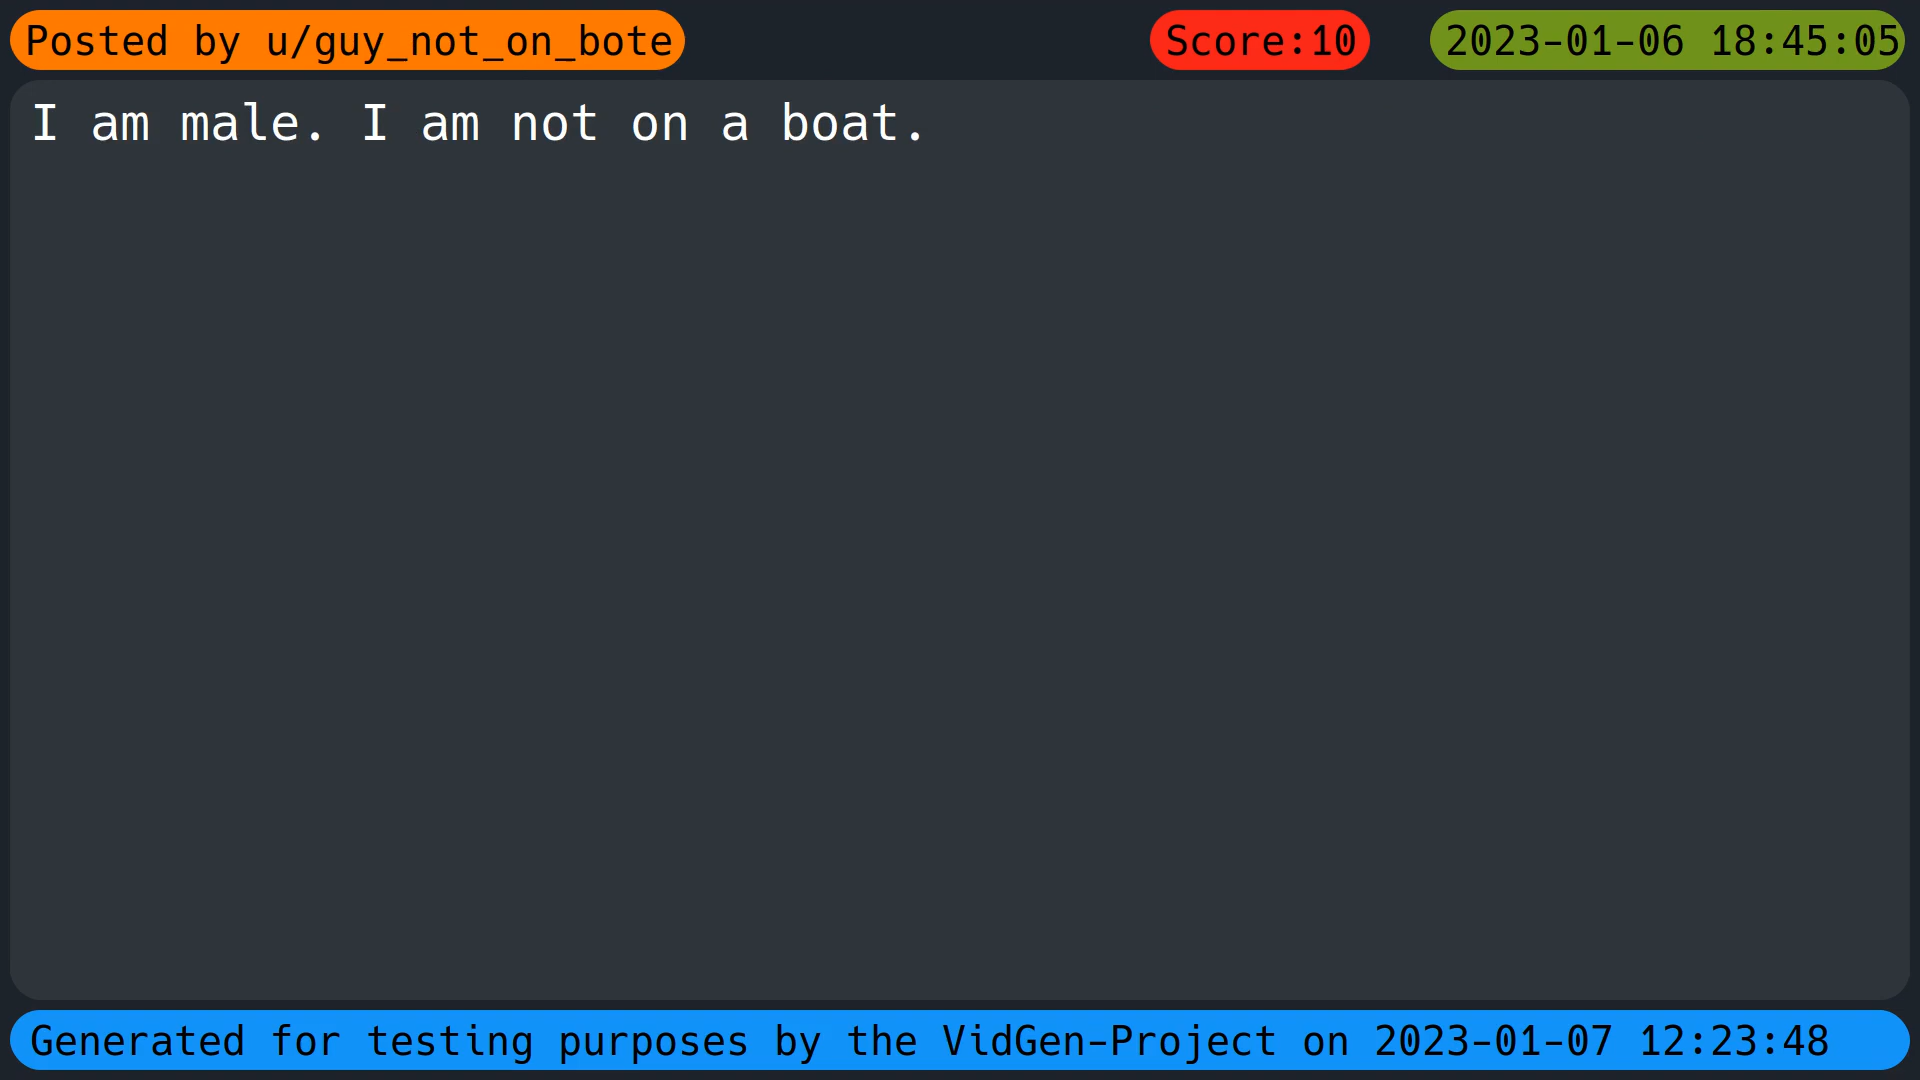 Posted by u/guy_not_on_bote Score:10 2023-01-06 18:45:05
I am male. I am not on a boat.
Generated for testing purposes by the VidGen-Project on 2023-01-07 12:23:48